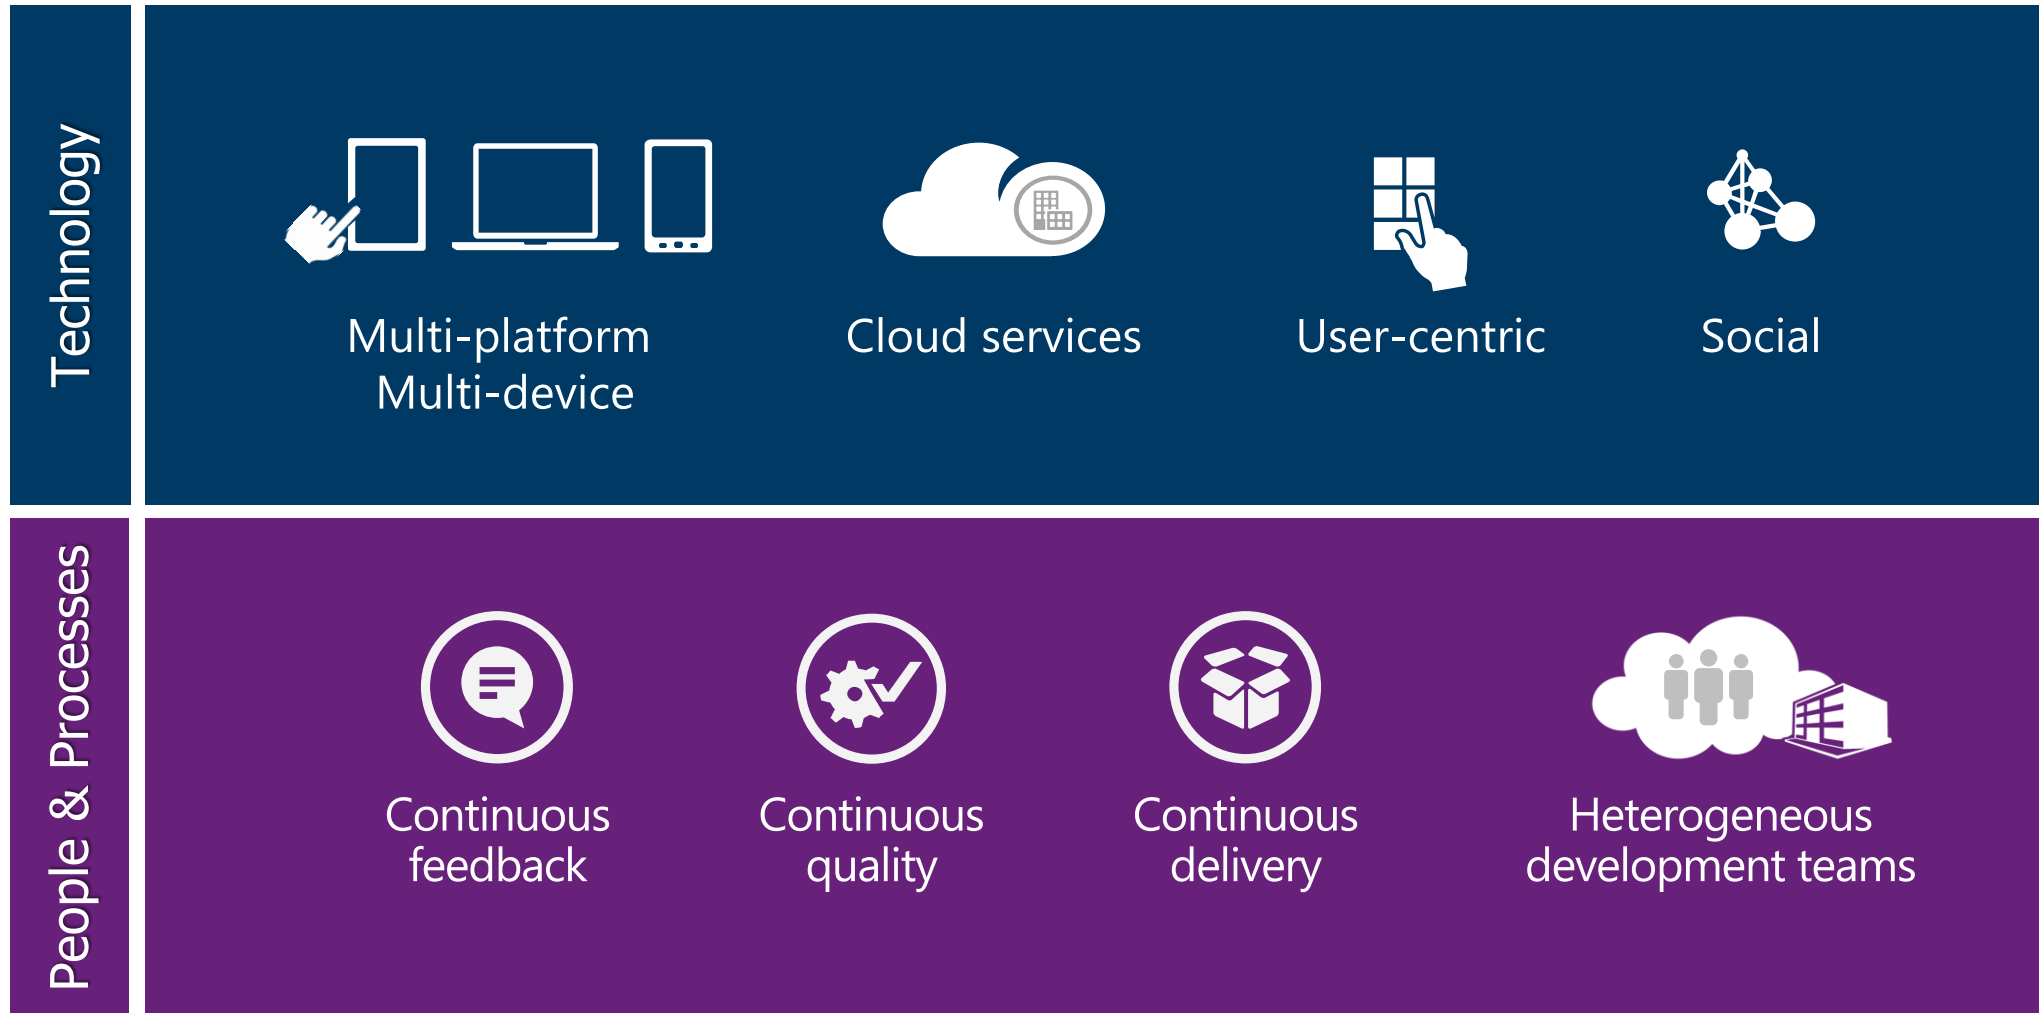 Technology
Multi-platform
Multi-device
Cloud services
User-centric
Social
People & Processes
Continuous
feedback
Continuous
quality
Continuous
delivery
Heterogeneous
development teams